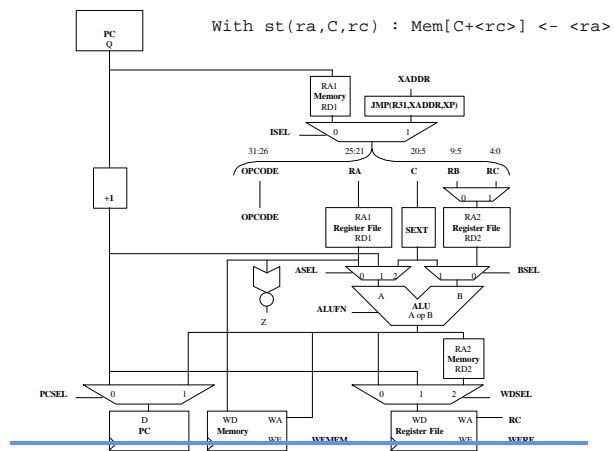 With st(ra,C,rc) : Mem[C+<rc>] <- <ra>
PC
Q
XADDR
RA1
Memory
RD1
JMP(R31,XADDR,XP)
ISEL
0
1
31:26
25:21
20:5
9:5
4:0
OPCODE
RA
C
RB
RC
+1
0
1
OPCODE
RA1
Register File
RD1
SEXT
RA2
Register File
RD2
ASEL
0
1
2
1
0
BSEL
A
B
ALU
A op B
ALUFN
Z
RA2
Memory
RD2
PCSEL
0
1
0
1
2
WDSEL
D
PC
WD
WA
Memory
WE
WEMEM
WD
WA
Register File
WE
RC
WERF